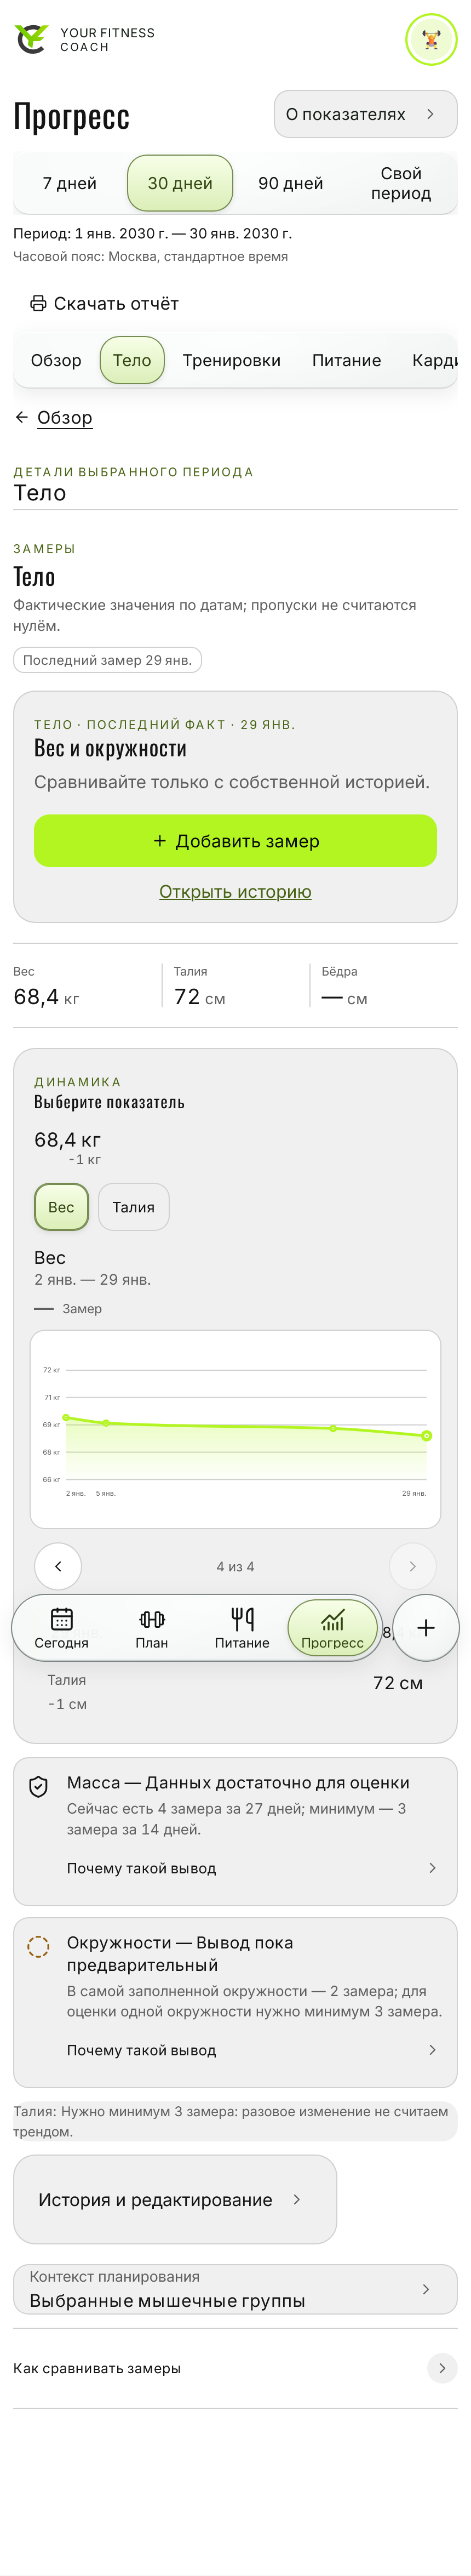 YOUR FITNESS
COACH
Прогресс
О показателях
7 дней
30 дней
90 дней
Свой
период
Период: 1 янв. 2030 г. — 30 янв. 2030 г.
Часовой пояс: Москва, стандартное время
Скачать отчёт
Обзор
Тело
Тренировки
Питание
Карди
Обзор
ДЕТАЛИ ВЫБРАННОГО ПЕРИОДА
Тело
ЗАМЕРЫ
Тело
Фактические значения по датам; пропуски не считаются
нулём.
Последний замер 29 янв.
ТЕЛО · ПОСЛЕДНИЙ ФАКТ · 29 ЯНВ.
Вес и окружности
Сравнивайте только с собственной историей.
+ Добавить замер
Открыть историю
Вес
68,4 кг
Талия
72 см
Бёдра
— см
ДИНАМИКА
Выберите показатель
68,4 кг
-1 кг
Вес
Талия
Вес
2 янв. — 29 янв.
Замер
72 кг
71 кг
69 кг
68 кг
66 кг
2 янв.
5 янв.
29 янв.
4 из 4
Сегодня
План
Питание
Прогресс
Талия
-1 см
72 см
Масса — Данных достаточно для оценки
Сейчас есть 4 замера за 27 дней; минимум — 3
замера за 14 дней.
Почему такой вывод
Окружности — Вывод пока
предварительный
В самой заполненной окружности — 2 замера; для
оценки одной окружности нужно минимум 3 замера.
Почему такой вывод
Талия: Нужно минимум 3 замера: разовое изменение не считаем
трендом.
История и редактирование
Контекст планирования
Выбранные мышечные группы
Как сравнивать замеры